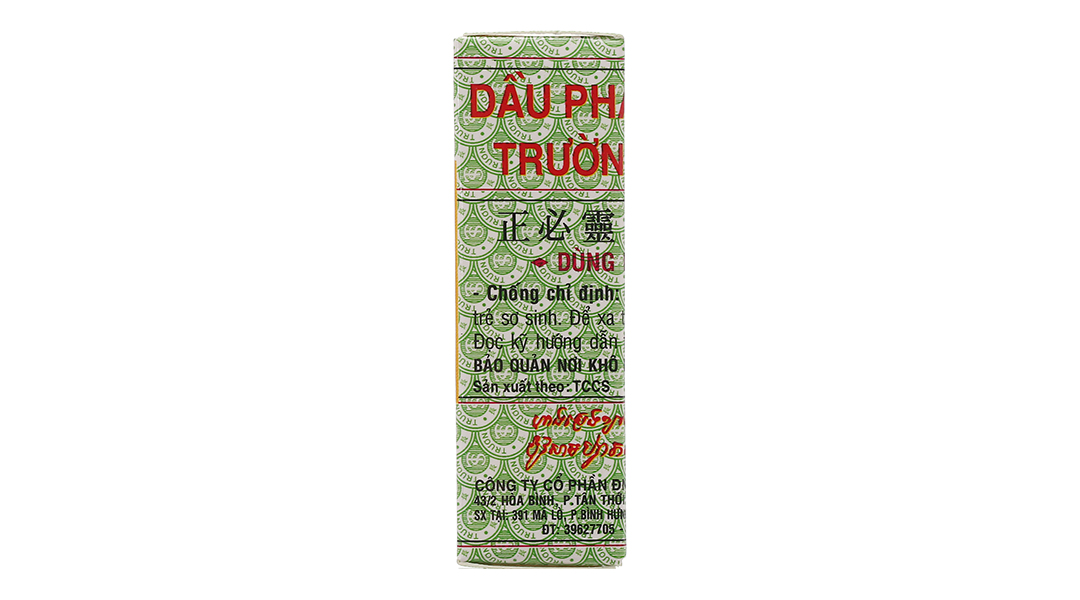 DẦU PHA
TRƯỜN
正必靈
DÙNG
- Chống chỉ định:
trẻ sơ sinh. Để xa t
Đọc kỹ hướng dẫn
BẢO QUẢN NƠI KHÔ
Sản xuất theo: TCCS
CÔNG TY CỔ PHẦN
43/2 HÒA BÌNH, P.TÂN THỚI
SX TẠI: 391 MÃ LÒ, P.BÌNH HƯN
ĐT: 39627705 -